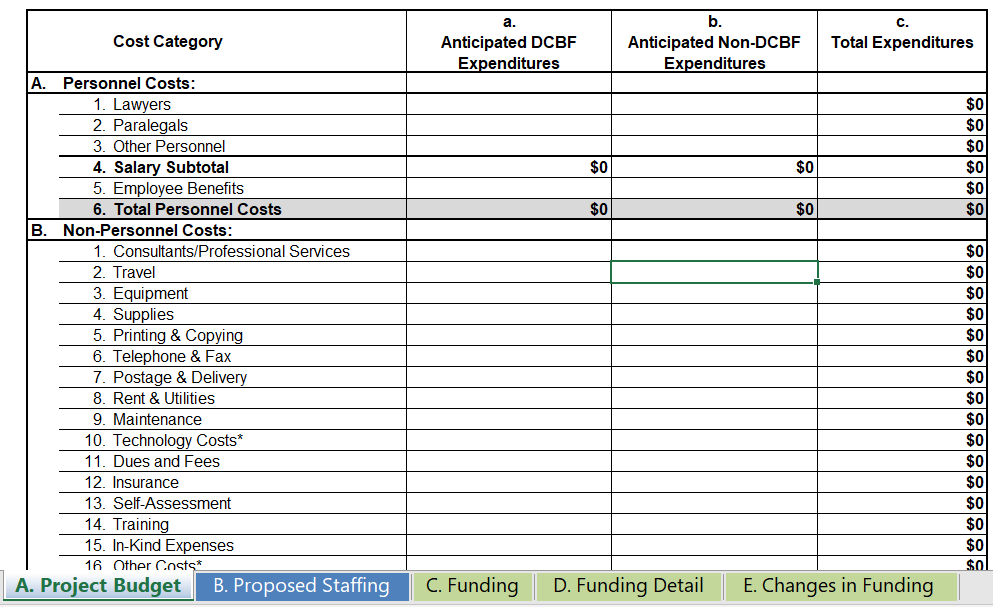 Cost Category
a.
Anticipated DCBF
Expenditures
b.
Anticipated Non-DCBF
Expenditures
c.
Total Expenditures
A. Personnel Costs:
1. Lawyers $0
2. Paralegals $0
3. Other Personnel $0
4. Salary Subtotal $0 $0 $0
5. Employee Benefits $0
6. Total Personnel Costs $0 $0 $0
B. Non-Personnel Costs:
1. Consultants/Professional Services $0
2. Travel $0
3. Equipment $0
4. Supplies $0
5. Printing & Copying $0
6. Telephone & Fax $0
7. Postage & Delivery $0
8. Rent & Utilities $0
9. Maintenance $0
10. Technology Costs* $0
11. Dues and Fees $0
12. Insurance $0
13. Self-Assessment $0
14. Training $0
15. In-Kind Expenses $0
16. Other Costs* $0
A. Project Budget B. Proposed Staffing C. Funding D. Funding Detail E. Changes in Funding